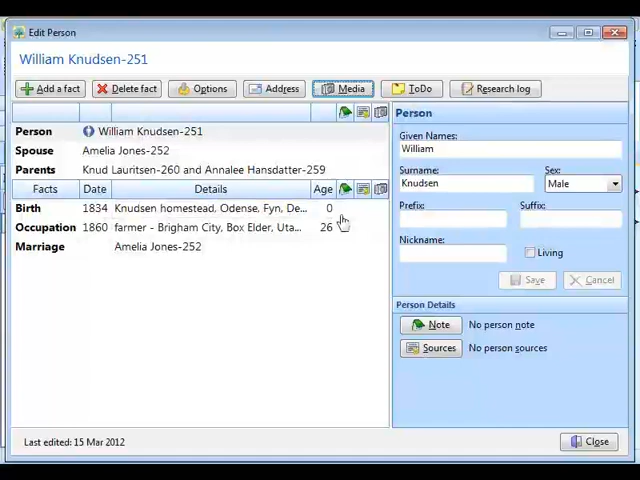 Edit Person
William Knudsen-251
Add a fact Delete fact Options Address Media ToDo Research log
Person William Knudsen-251
Spouse Amelia Jones-252
Parents Knud Lauritsen-260 and Annalee Hansdatter-259
Facts Date Details Age
Birth 1834 Knudsen homestead, Odense, Fyn, De... 0
Occupation 1860 farmer - Brigham City, Box Elder, Uta... 26
Marriage Amelia Jones-252
Person
Given Names:
William
Surname: Sex:
Knudsen Male
Prefix: Suffix:
Nickname:
Living
Save Cancel
Person Details
Note No person note
Sources No person sources
Last edited: 15 Mar 2012 Close